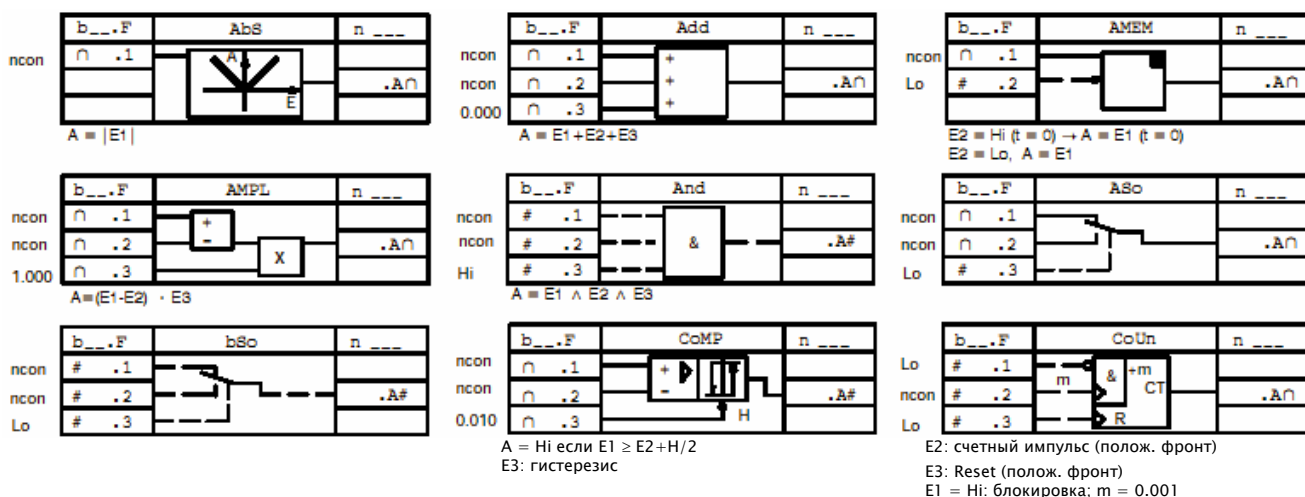 b__.F AbS n ___
ncon ∩ .1 A
.A∩
E
A = |E1|
b__.F Add n ___
ncon ∩ .1 +
ncon ∩ .2 + .A∩
0.000 ∩ .3 +
A = E1+E2+E3
b__.F AMEM n ___
ncon ∩ .1
Lo # .2 .A∩
E2 = Hi (t = 0) → A = E1 (t = 0)
E2 = Lo, A = E1
b__.F AMPL n ___
ncon ∩ .1 +
ncon ∩ .2 − .A∩
1.000 ∩ .3 X
A=(E1-E2) · E3
b__.F And n ___
ncon # .1
ncon # .2 & .A#
Hi # .3
A = E1 ∧ E2 ∧ E3
b__.F ASo n ___
ncon ∩ .1
ncon ∩ .2 .A∩
Lo # .3
b__.F bSo n ___
ncon # .1
ncon # .2 .A#
Lo # .3
b__.F CoMP n ___
ncon ∩ .1 +
ncon ∩ .2 − .A#
0.010 ∩ .3 H
A = Hi если E1 ≥ E2+H/2
E3: гистерезис
b__.F CoUn n ___
Lo # .1 & +m
ncon # .2 m CT .A∩
Lo # .3 R
E2: счетный импульс (полож. фронт)
E3: Reset (полож. фронт)
E1 = Hi: блокировка; m = 0.001